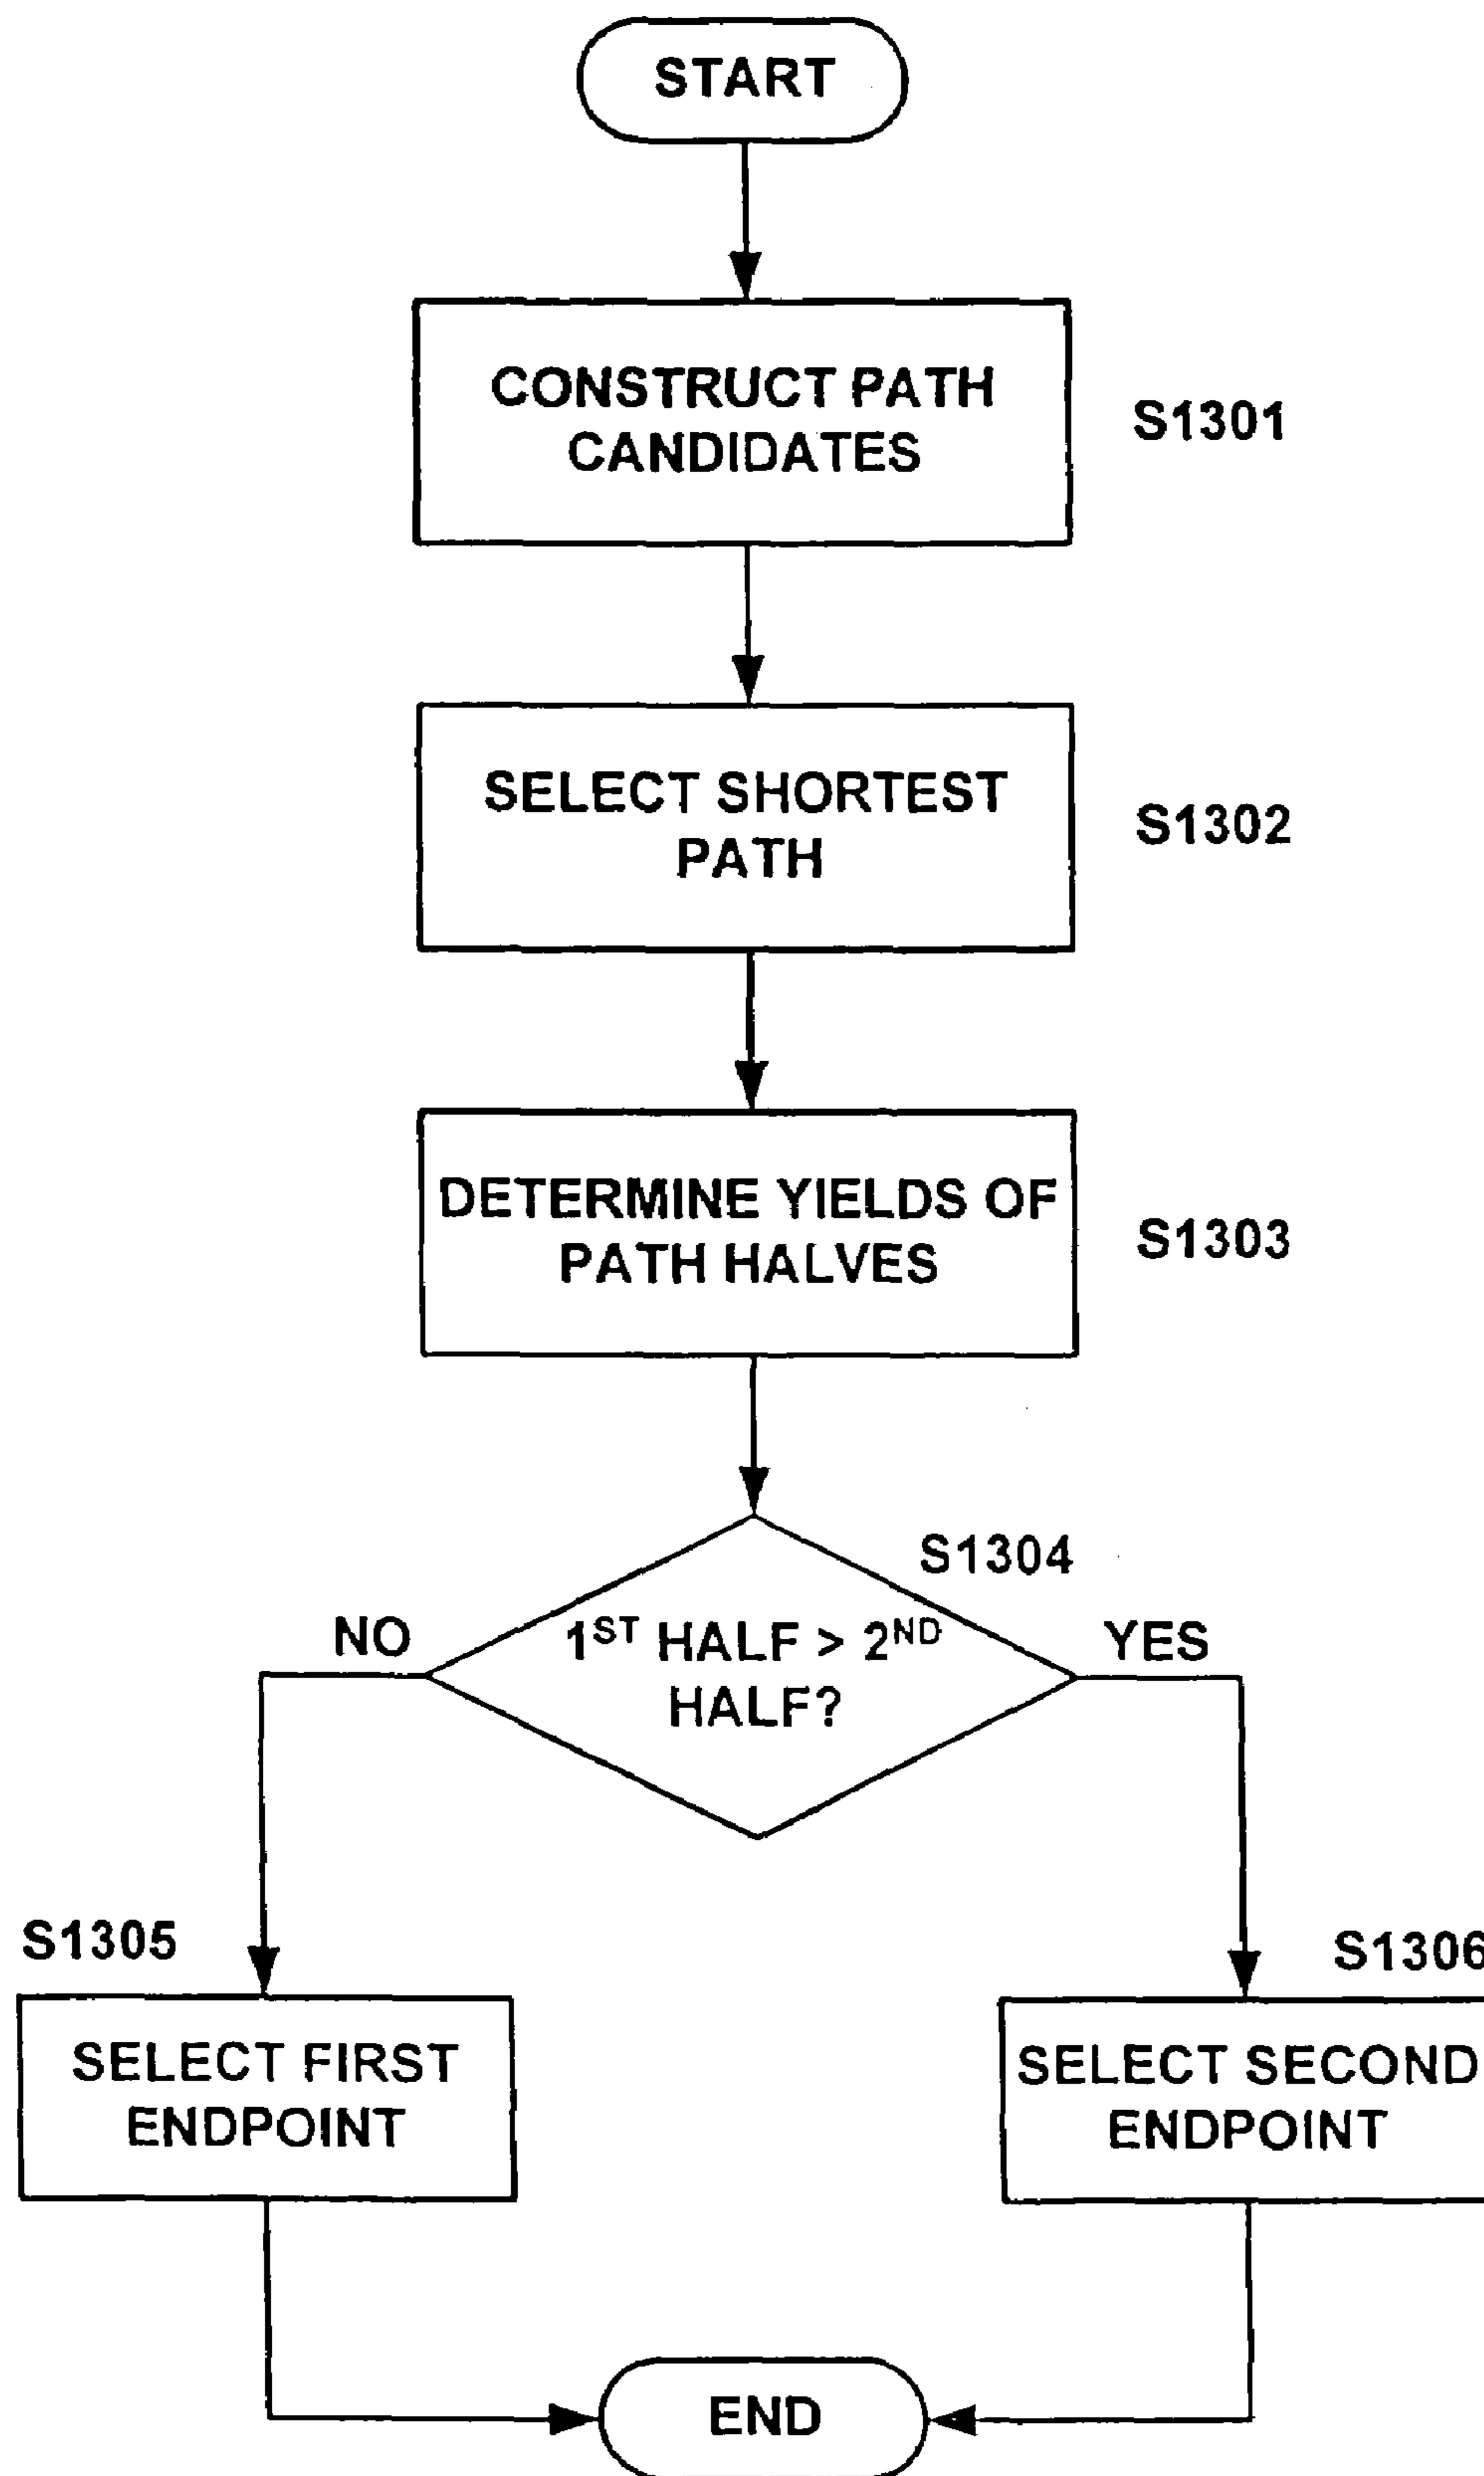 START
CONSTRUCT PATH
CANDIDATES
S1301
SELECT SHORTEST
PATH
S1302
DETERMINE YIELDS OF
PATH HALVES
S1303
S1304
NO
1ST HALF > 2ND
HALF?
YES
S1305
S1306
SELECT FIRST
ENDPOINT
SELECT SECOND
ENDPOINT
END